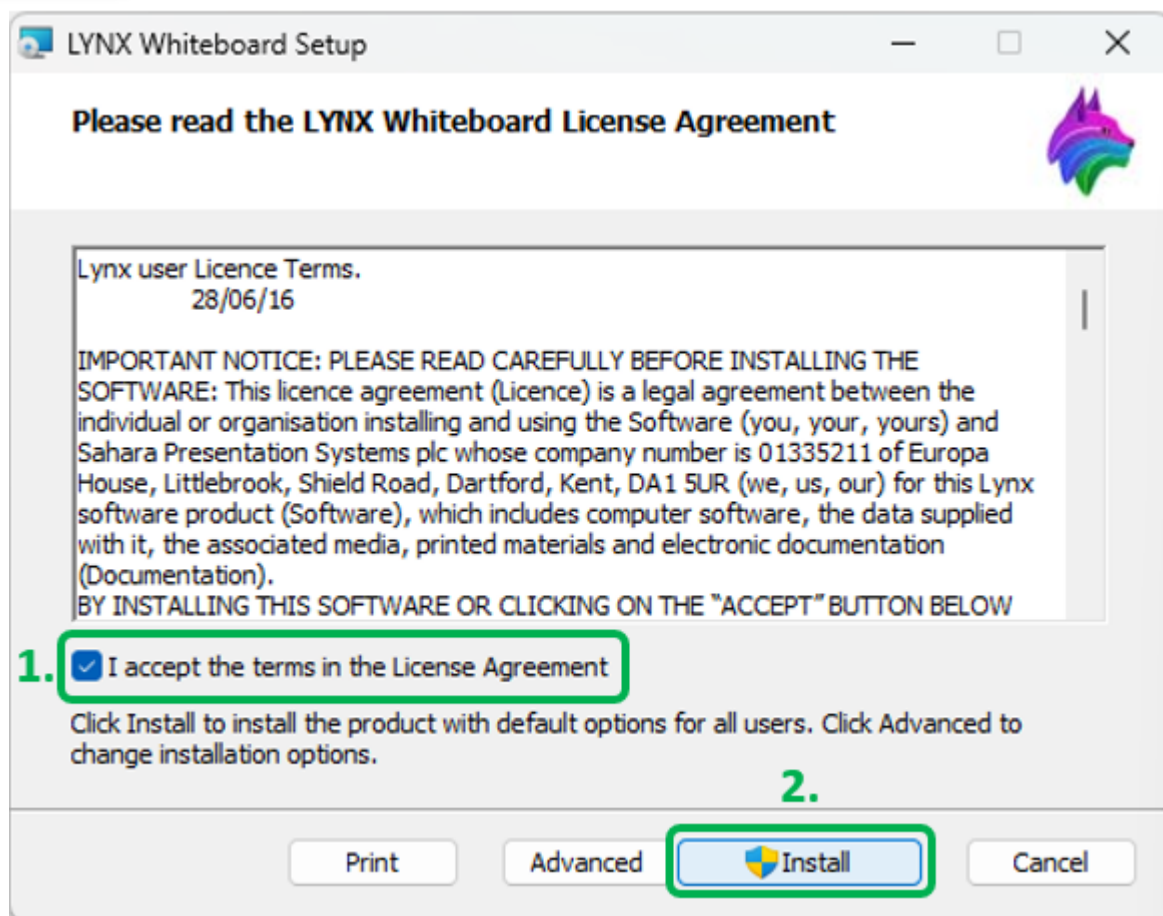 LYNX Whiteboard Setup
Please read the LYNX Whiteboard License Agreement
Lynx user Licence Terms.
28/06/16
IMPORTANT NOTICE: PLEASE READ CAREFULLY BEFORE INSTALLING THE
SOFTWARE: This licence agreement (Licence) is a legal agreement between the
individual or organisation installing and using the Software (you, your, yours) and
Sahara Presentation Systems plc whose company number is 01335211 of Europa
House, Littlebrook, Shield Road, Dartford, Kent, DA1 5UR (we, us, our) for this Lynx
software product (Software), which includes computer software, the data supplied
with it, the associated media, printed materials and electronic documentation
(Documentation).
BY INSTALLING THIS SOFTWARE OR CLICKING ON THE “ACCEPT” BUTTON BELOW
1. I accept the terms in the License Agreement
Click Install to install the product with default options for all users. Click Advanced to
change installation options.
2.
Print Advanced Install Cancel